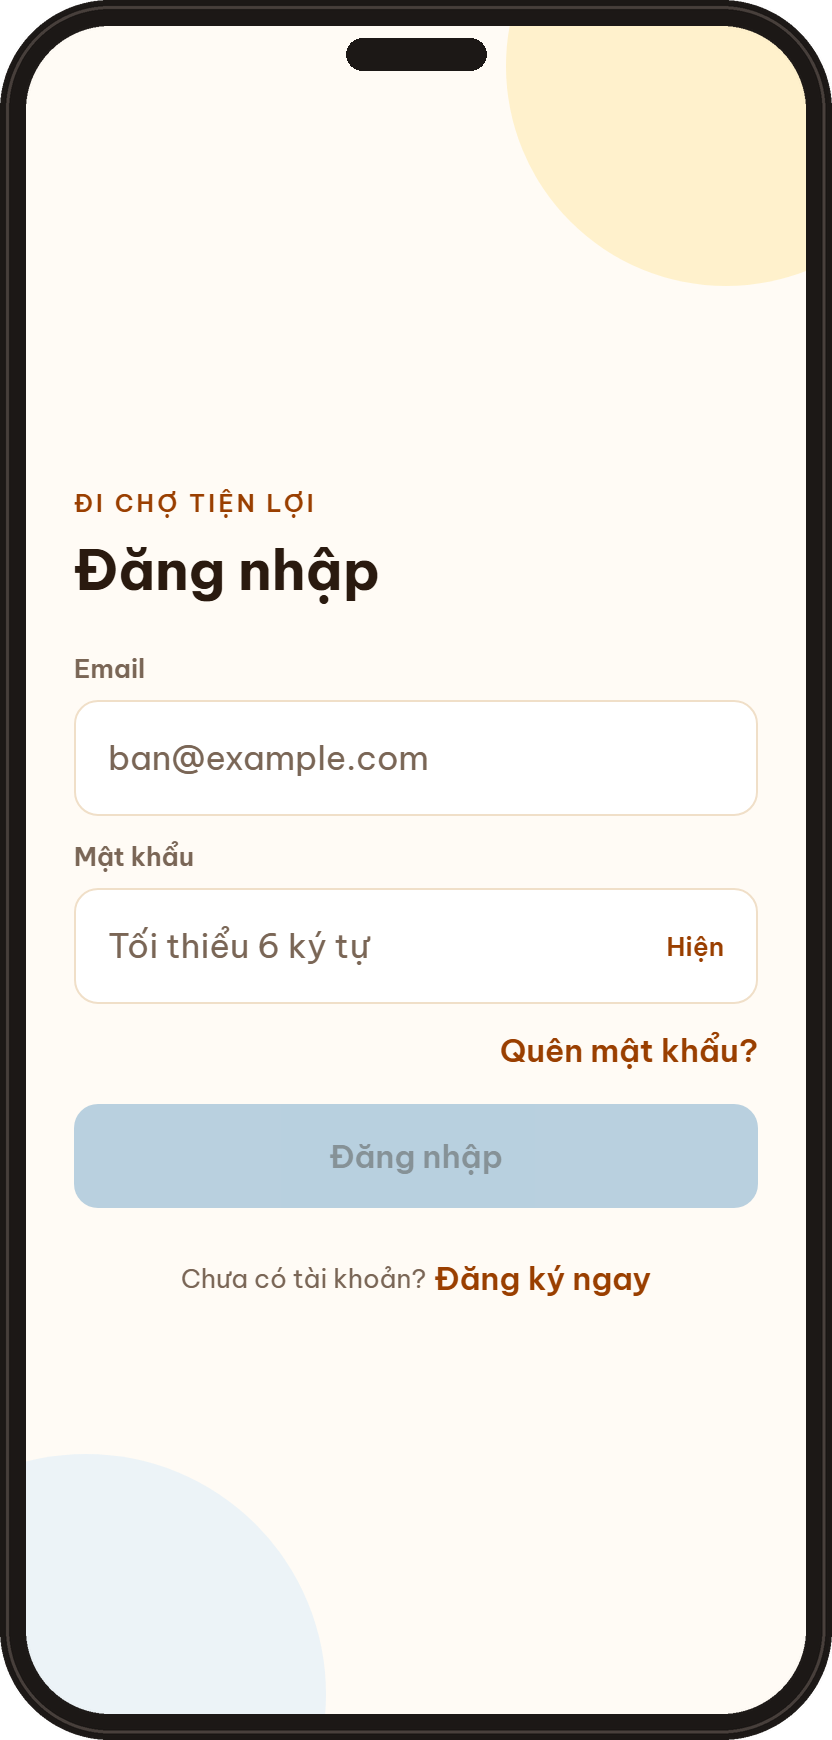 ĐI CHỢ TIỆN LỢI
Đăng nhập
Email
ban@example.com
Mật khẩu
Tối thiểu 6 ký tự Hiện
Quên mật khẩu?
Đăng nhập
Chưa có tài khoản? Đăng ký ngay